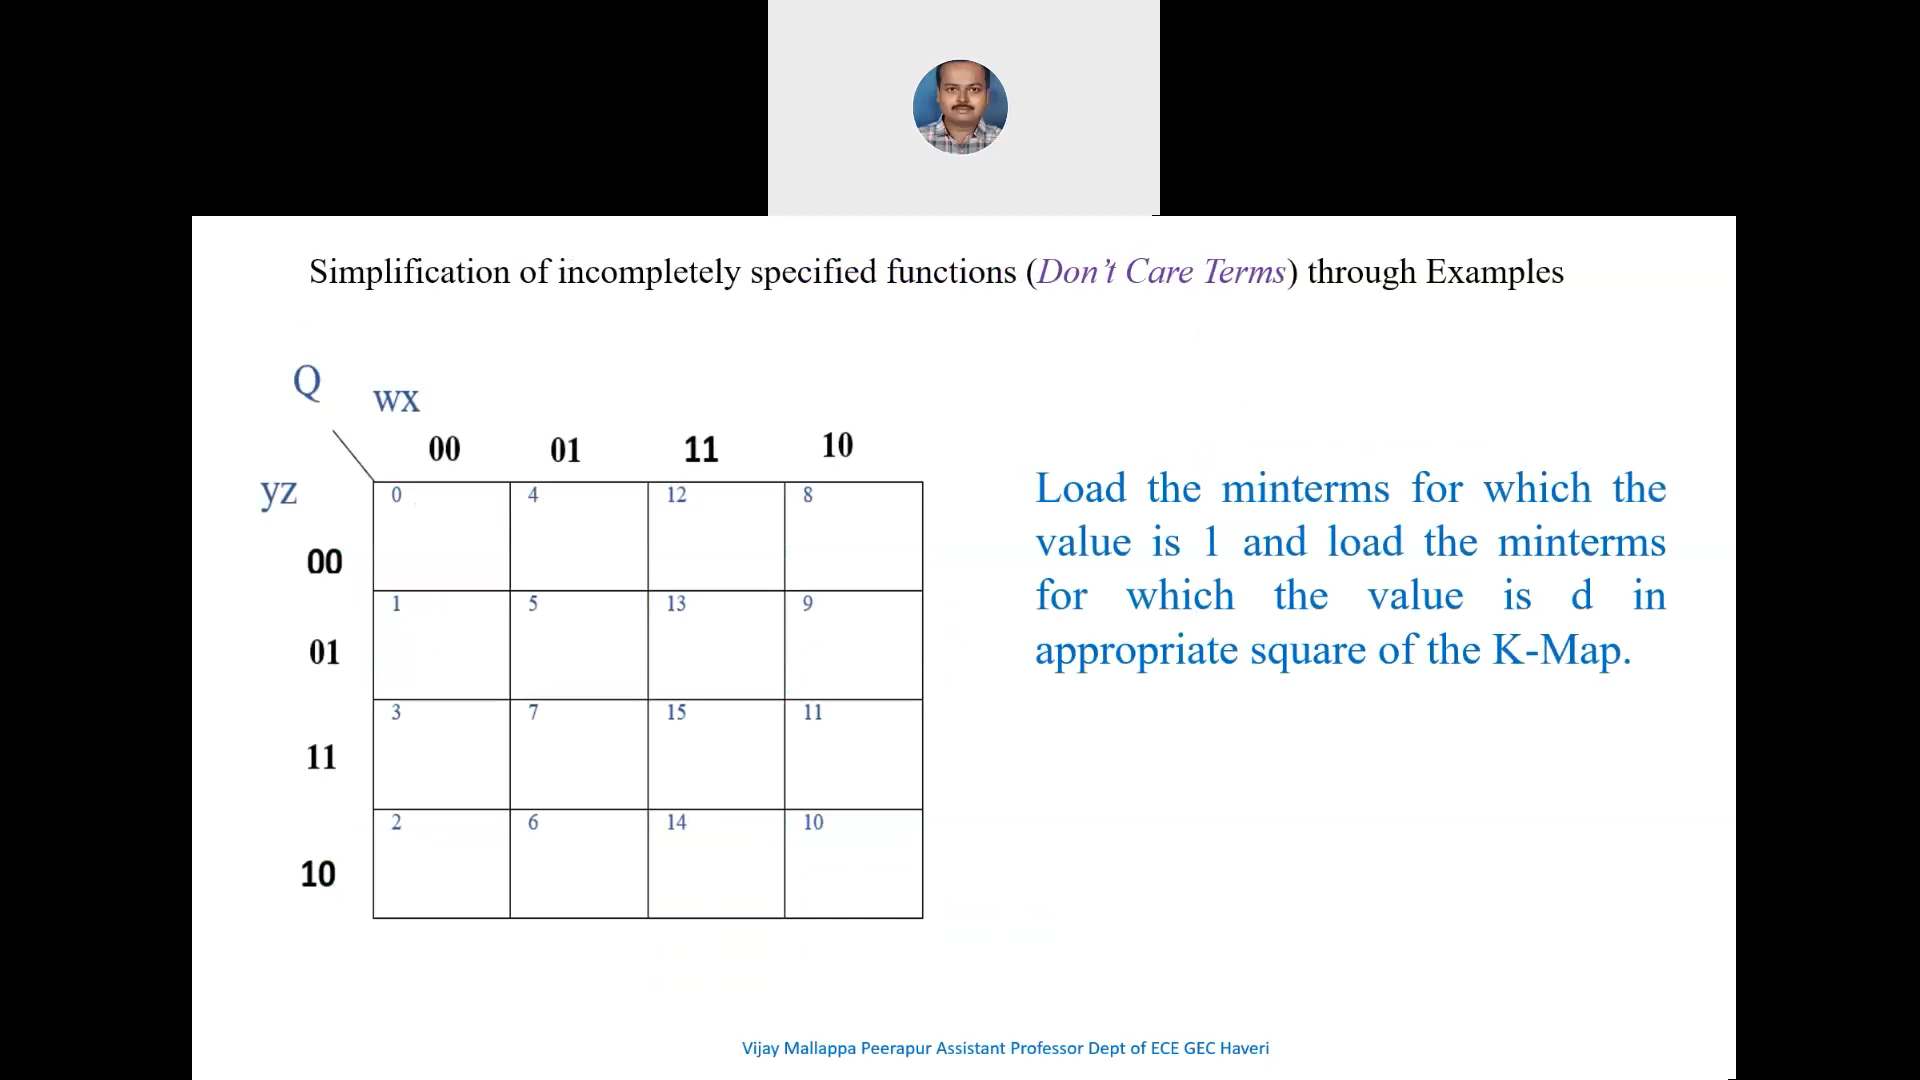 Simplification of incompletely specified functions (Don’t Care Terms) through Examples
Q
wx
00 01 11 10
yz
0 4 12 8
00
1 5 13 9
01
3 7 15 11
11
2 6 14 10
10
Load the minterms for which the
value is 1 and load the minterms
for which the value is d in
appropriate square of the K-Map.
Vijay Mallappa Peerapur Assistant Professor Dept of ECE GEC Haveri